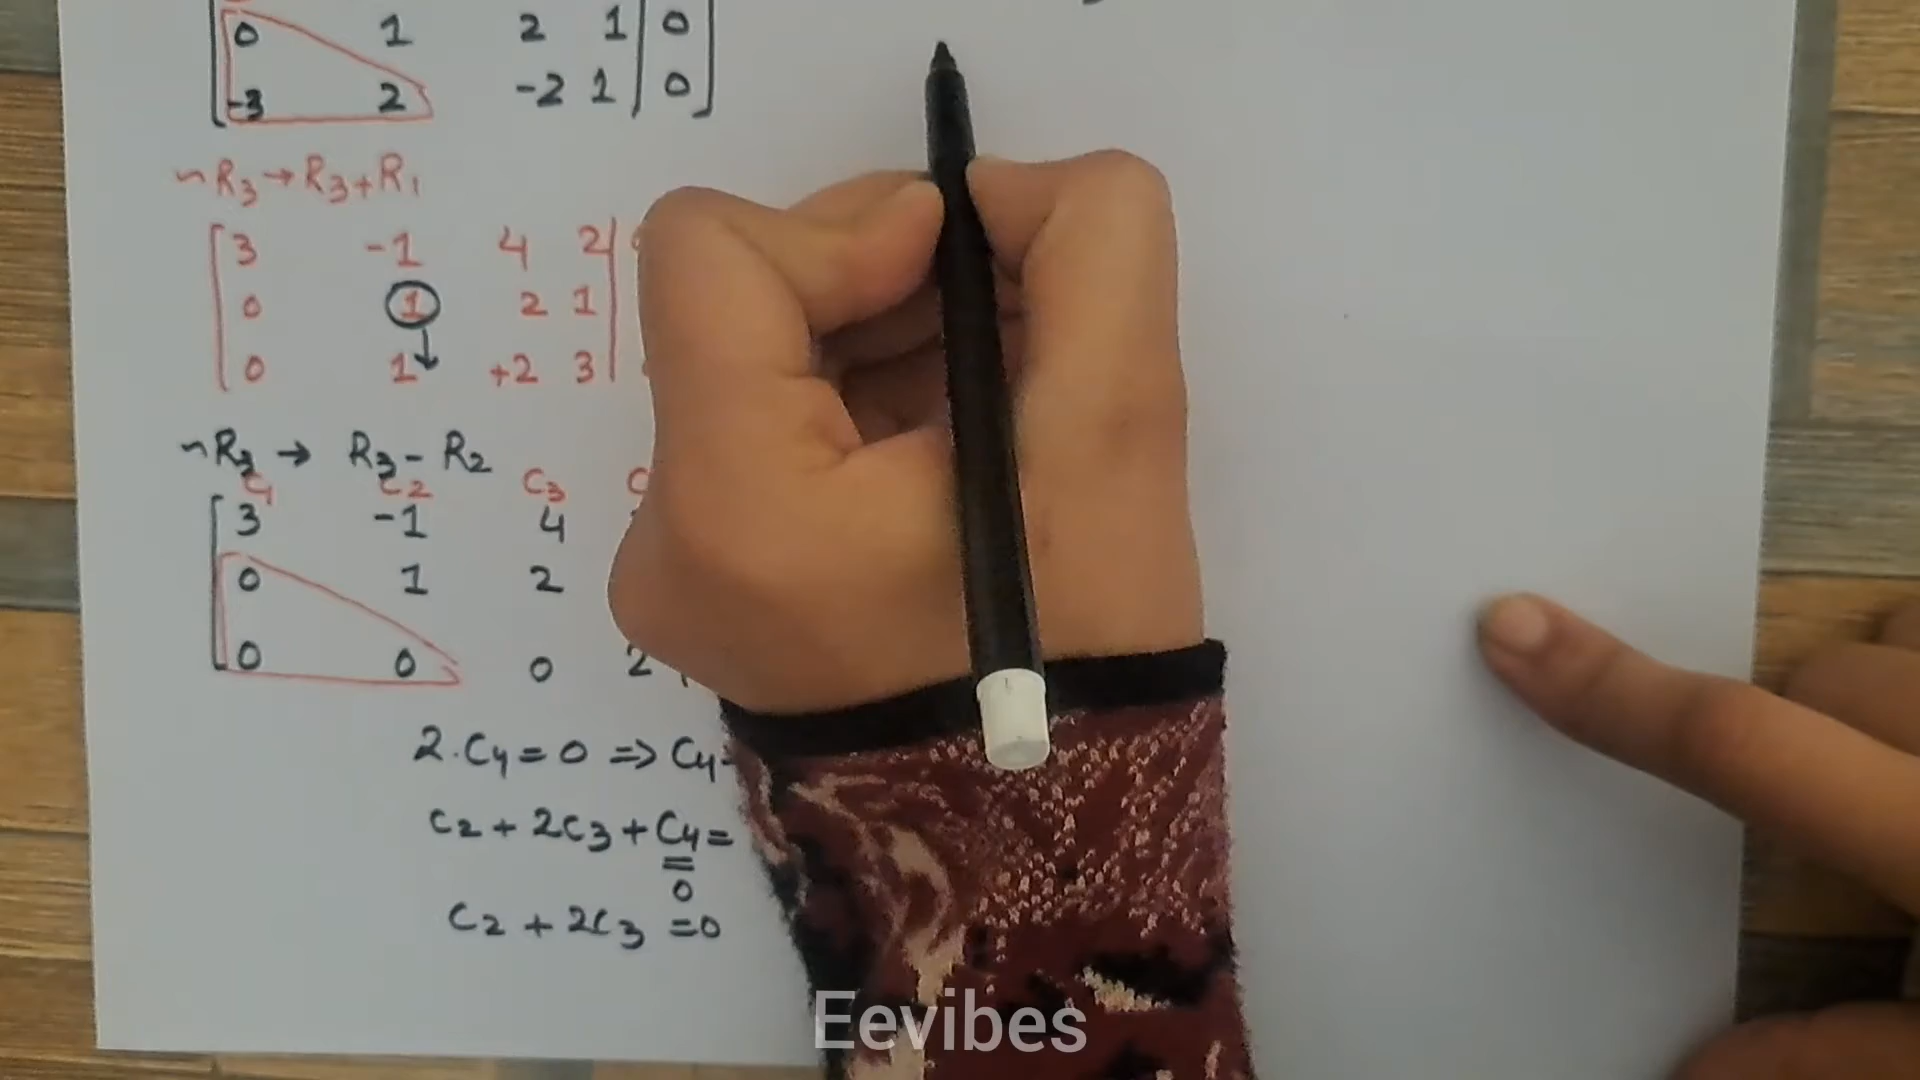 0 1 2 1 | 0
-3 2 -2 1 | 0
~R₃→R₃+R₁
3 -1 4 2
0 1 2 1
0 1 +2 3
~R₃ → R₃ - R₂
C₁ C₂ C₃
3 -1 4
0 1 2
0 0 0 2
2.C₄=0 => C₄
C₂ + 2C₃ + C₄ =
0
C₂ + 2C₃ =0
Eevibes